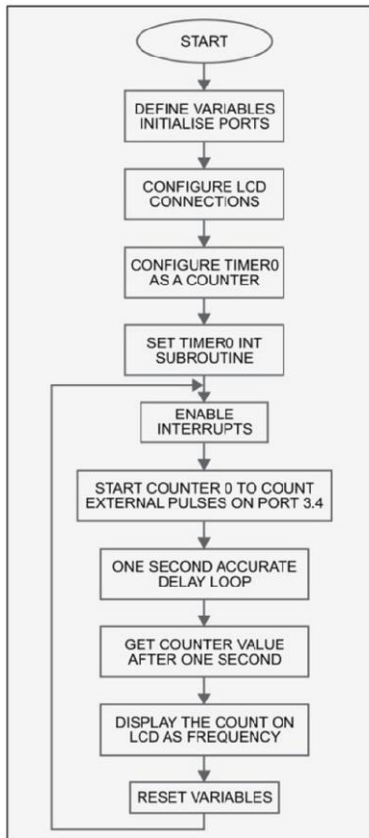 START
DEFINE VARIABLES
INITIALISE PORTS
CONFIGURE LCD
CONNECTIONS
CONFIGURE TIMER0
AS A COUNTER
SET TIMER0 INT
SUBROUTINE
ENABLE
INTERRUPTS
START COUNTER 0 TO COUNT
EXTERNAL PULSES ON PORT 3.4
ONE SECOND ACCURATE
DELAY LOOP
GET COUNTER VALUE
AFTER ONE SECOND
DISPLAY THE COUNT ON
LCD AS FREQUENCY
RESET VARIABLES